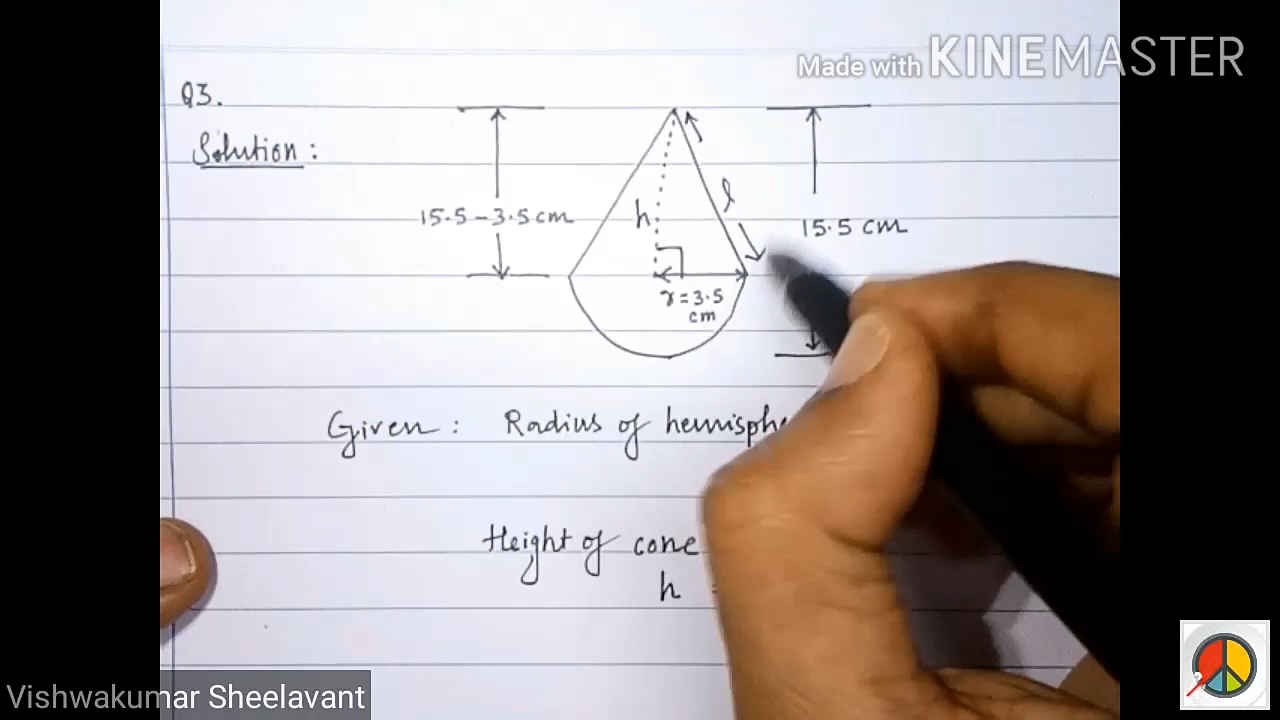 Made with KINEMASTER
Q3.
Solution :
15.5 - 3.5 cm
h
l
15.5 cm
r = 3.5
cm
Given : Radius of
Height of cone
h
Vishwakumar Sheelavant